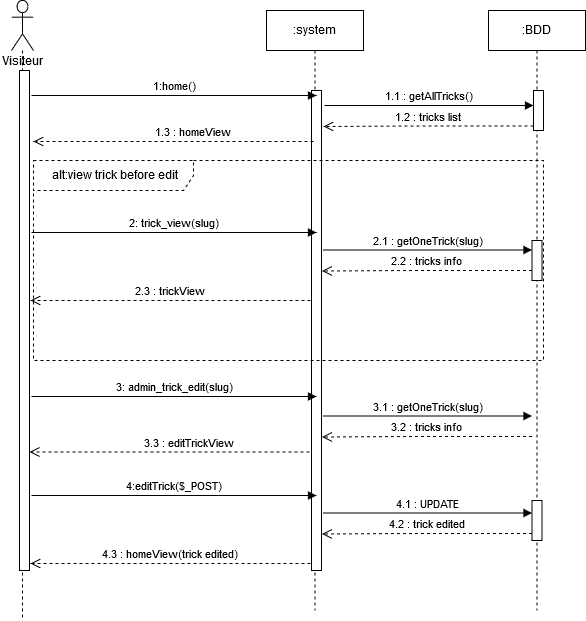 :system
:BDD
Visiteur
1:home()
1.1 : getAllTricks()
1.2 : tricks list
1.3 : homeView
alt:view trick before edit
2: trick_view(slug)
2.1 : getOneTrick(slug)
2.2 : tricks info
2.3 : trickView
3: admin_trick_edit(slug)
3.1 : getOneTrick(slug)
3.2 : tricks info
3.3 : editTrickView
4:editTrick($_POST)
4.1 : UPDATE
4.2 : trick edited
4.3 : homeView(trick edited)